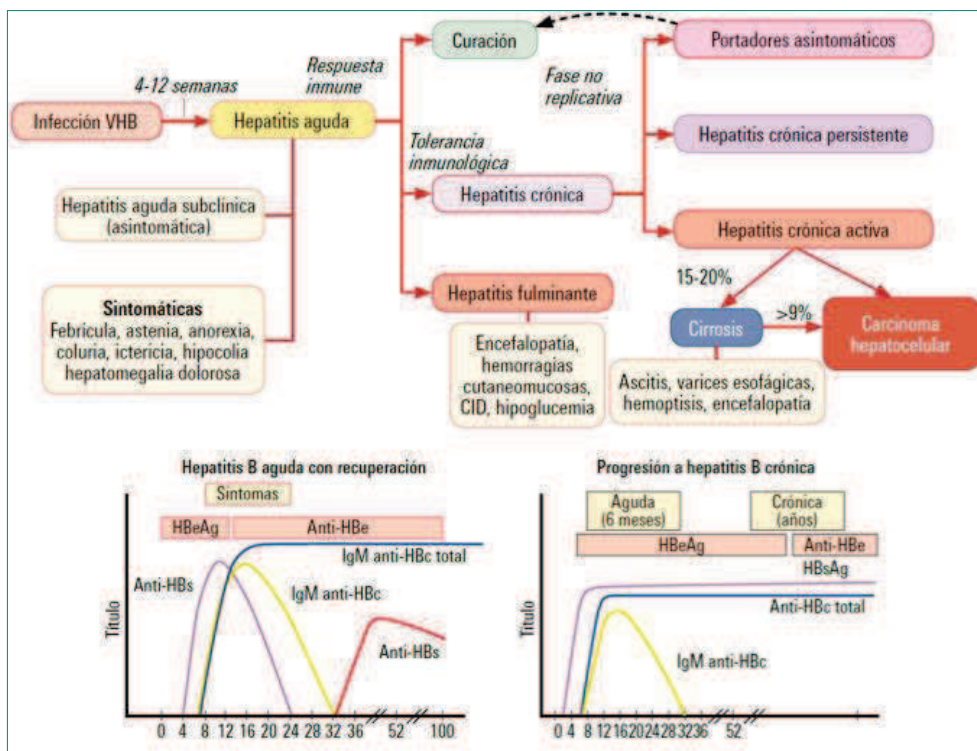 Curación
Portadores asintomáticos
4-12 semanas
Respuesta
inmune
Fase no
replicativa
Infección VHB
Hepatitis aguda
Hepatitis crónica persistente
Tolerancia
inmunológica
Hepatitis crónica
Hepatitis aguda subclínica
(asintomática)
Hepatitis crónica activa
15-20%
Hepatitis fulminante
Sintomáticas
Febricula, astenia, anorexia,
coluria, ictericia, hipocolia
hepatomegalia dolorosa
Cirrosis
>9%
Carcinoma
hepatocelular
Encefalopatía,
hemorragías
cutaneomucosas,
CID, hipoglucemia
Ascitis, varices esofágicas,
hemoptisis, encefalopatía
Hepatitis B aguda con recuperación
Síntomas
HBeAg
Anti-HBe
IgM anti-HBc total
Anti-HBs
IgM anti-HBc
Anti-HBs
Título
0 4 8 12 16 20 24 28 32 36 52 100
Progresión a hepatitis B crónica
Aguda
(6 meses)
Crónica
(años)
HBeAg
Anti-HBe
HBsAg
Anti-HBc total
IgM anti-HBc
Título
0 4 8 12 16 20 24 28 32 36 52